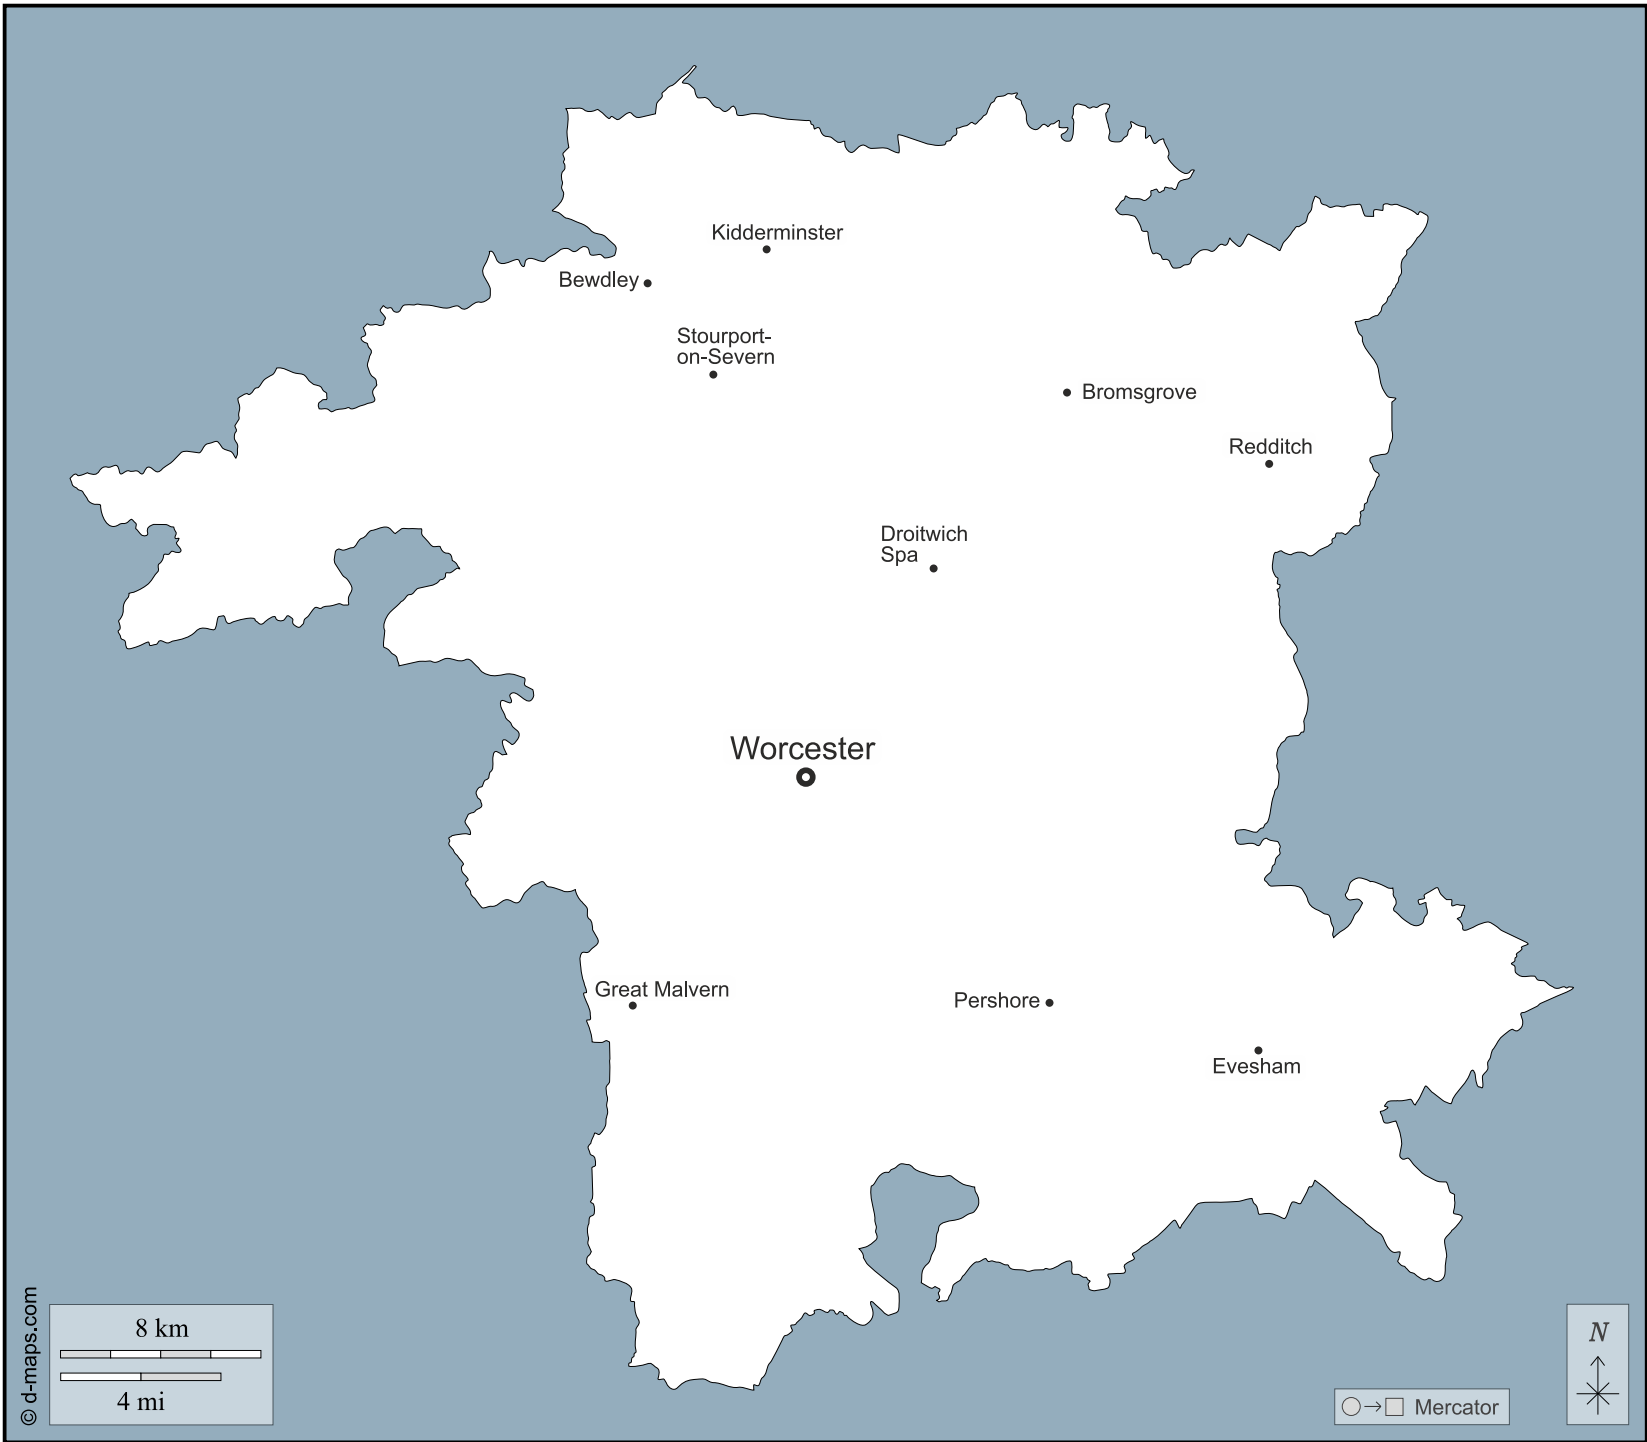 Kidderminster
Bewdley
Stourport-
on-Severn
Bromsgrove
Redditch
Droitwich
Spa
Worcester
Great Malvern
Pershore
Evesham
© d-maps.com
8 km
4 mi
N
Mercator